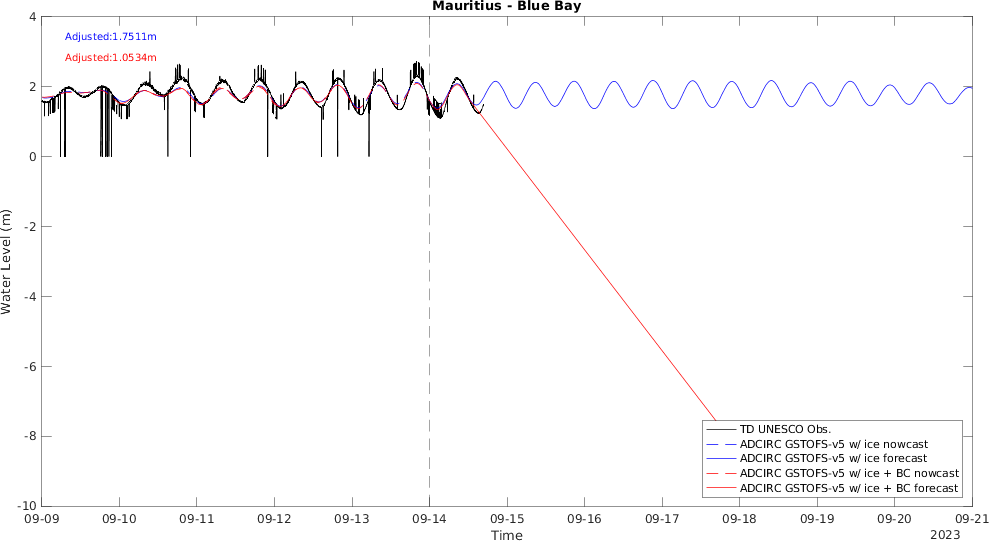 Mauritius - Blue Bay
Adjusted:1.7511m
Adjusted:1.0534m
Water Level (m)
4
2
0
-2
-4
-6
-8
-10
TD UNESCO Obs.
ADCIRC GSTOFS-v5 w/ ice nowcast
ADCIRC GSTOFS-v5 w/ ice forecast
ADCIRC GSTOFS-v5 w/ ice + BC nowcast
ADCIRC GSTOFS-v5 w/ ice + BC forecast
09-09 09-10 09-11 09-12 09-13 09-14 09-15 09-16 09-17 09-18 09-19 09-20 09-21
Time
2023